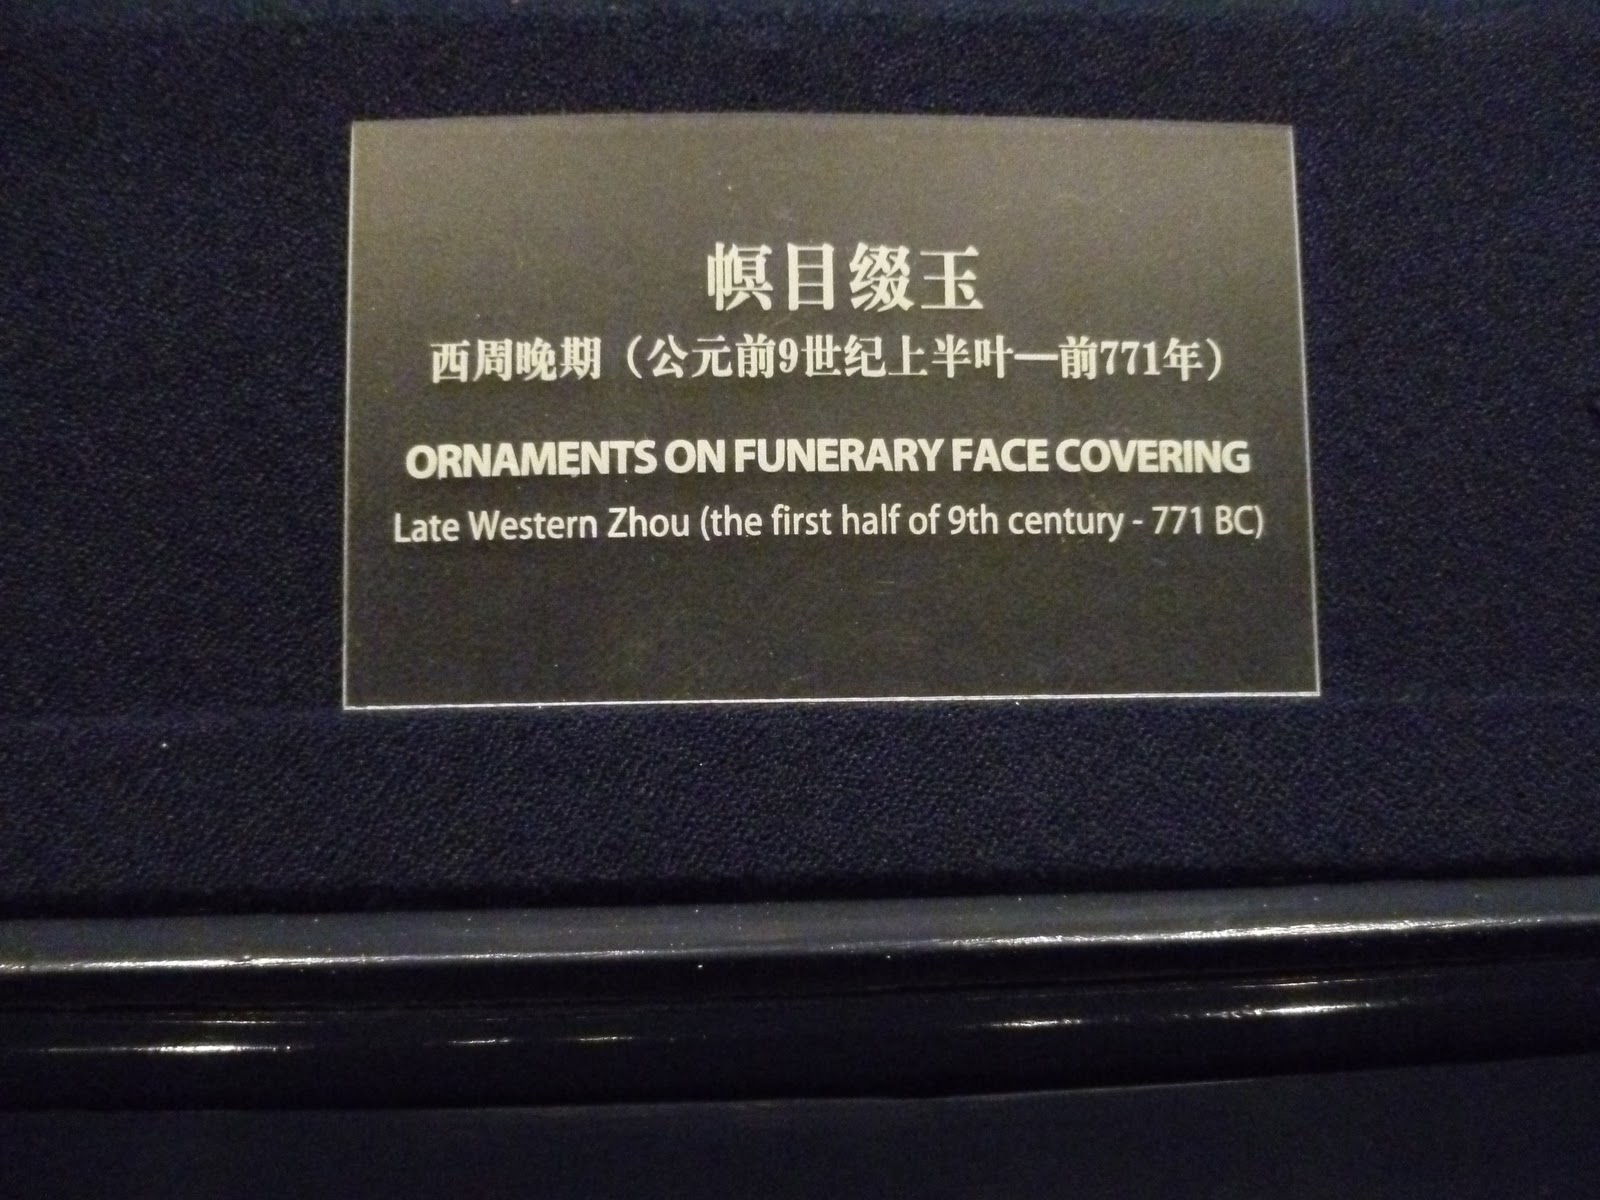 幎目缀玉
西周晚期（公元前9世纪上半叶—前771年）
ORNAMENTS ON FUNERARY FACE COVERING
Late Western Zhou (the first half of 9th century - 771 BC)